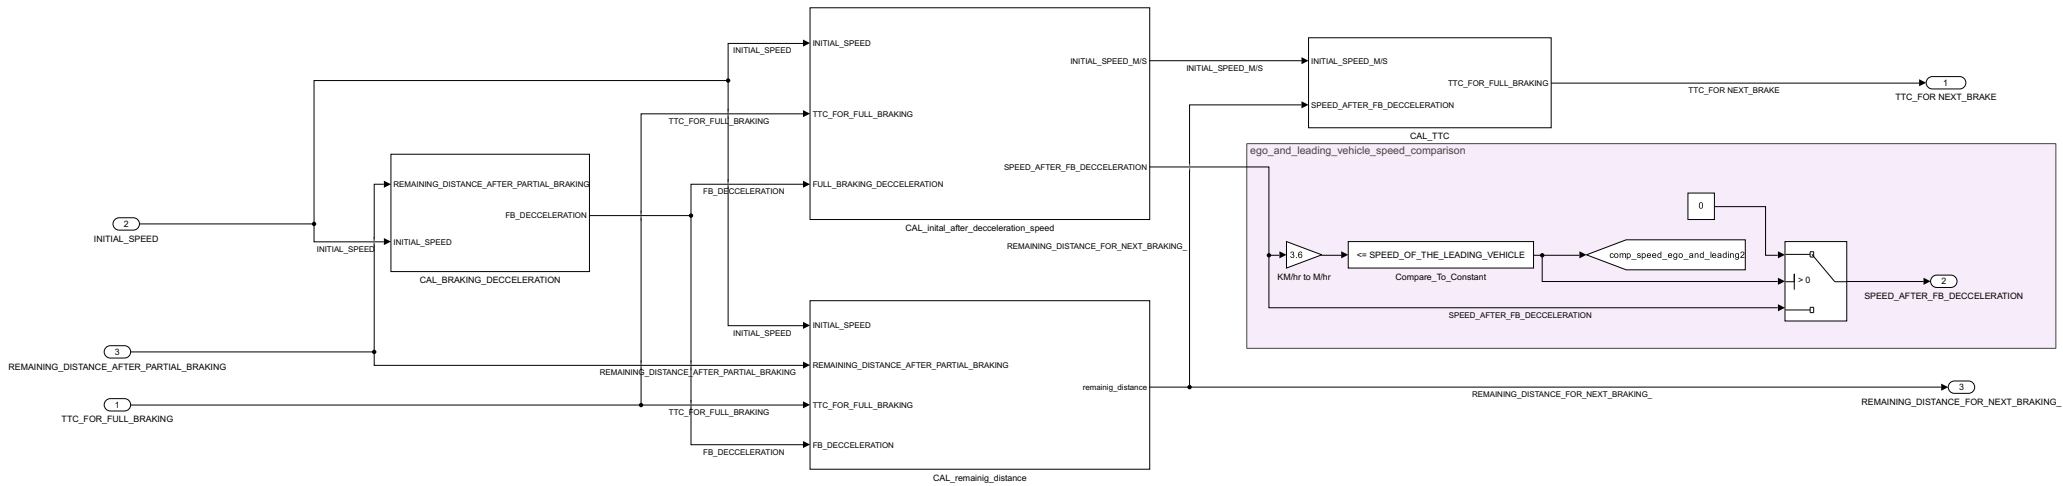 2
INITIAL_SPEED
3
REMAINING_DISTANCE_AFTER_PARTIAL_BRAKING
1
TTC_FOR_FULL_BRAKING
INITIAL_SPEED
REMAINING_DISTANCE_AFTER_PARTIAL_BRAKING
FB_DECCELERATION
INITIAL_SPEED
CAL_BRAKING_DECCELERATION
INITIAL_SPEED
TTC_FOR_FULL_BRAKING
FB_DECCELERATION
INITIAL_SPEED
INITIAL_SPEED_M/S
TTC_FOR_FULL_BRAKING
SPEED_AFTER_FB_DECCELERATION
FULL_BRAKING_DECCELERATION
CAL_inital_after_decceleration_speed
INITIAL_SPEED
REMAINING_DISTANCE_AFTER_PARTIAL_BRAKING
TTC_FOR_FULL_BRAKING
FB_DECCELERATION
INITIAL_SPEED
REMAINING_DISTANCE_AFTER_PARTIAL_BRAKING
remainig_distance
TTC_FOR_FULL_BRAKING
FB_DECCELERATION
CAL_remainig_distance
INITIAL_SPEED_M/S
REMAINING_DISTANCE_FOR_NEXT_BRAKING_
INITIAL_SPEED_M/S
TTC_FOR_FULL_BRAKING
SPEED_AFTER_FB_DECCELERATION
CAL_TTC
TTC_FOR NEXT_BRAKE
1
TTC_FOR NEXT_BRAKE
ego_and_leading_vehicle_speed_comparison
0
3.6
KM/hr to M/hr
<= SPEED_OF_THE_LEADING_VEHICLE
Compare_To_Constant
comp_speed_ego_and_leading2
> 0
SPEED_AFTER_FB_DECCELERATION
2
SPEED_AFTER_FB_DECCELERATION
REMAINING_DISTANCE_FOR_NEXT_BRAKING_
3
REMAINING_DISTANCE_FOR_NEXT_BRAKING_